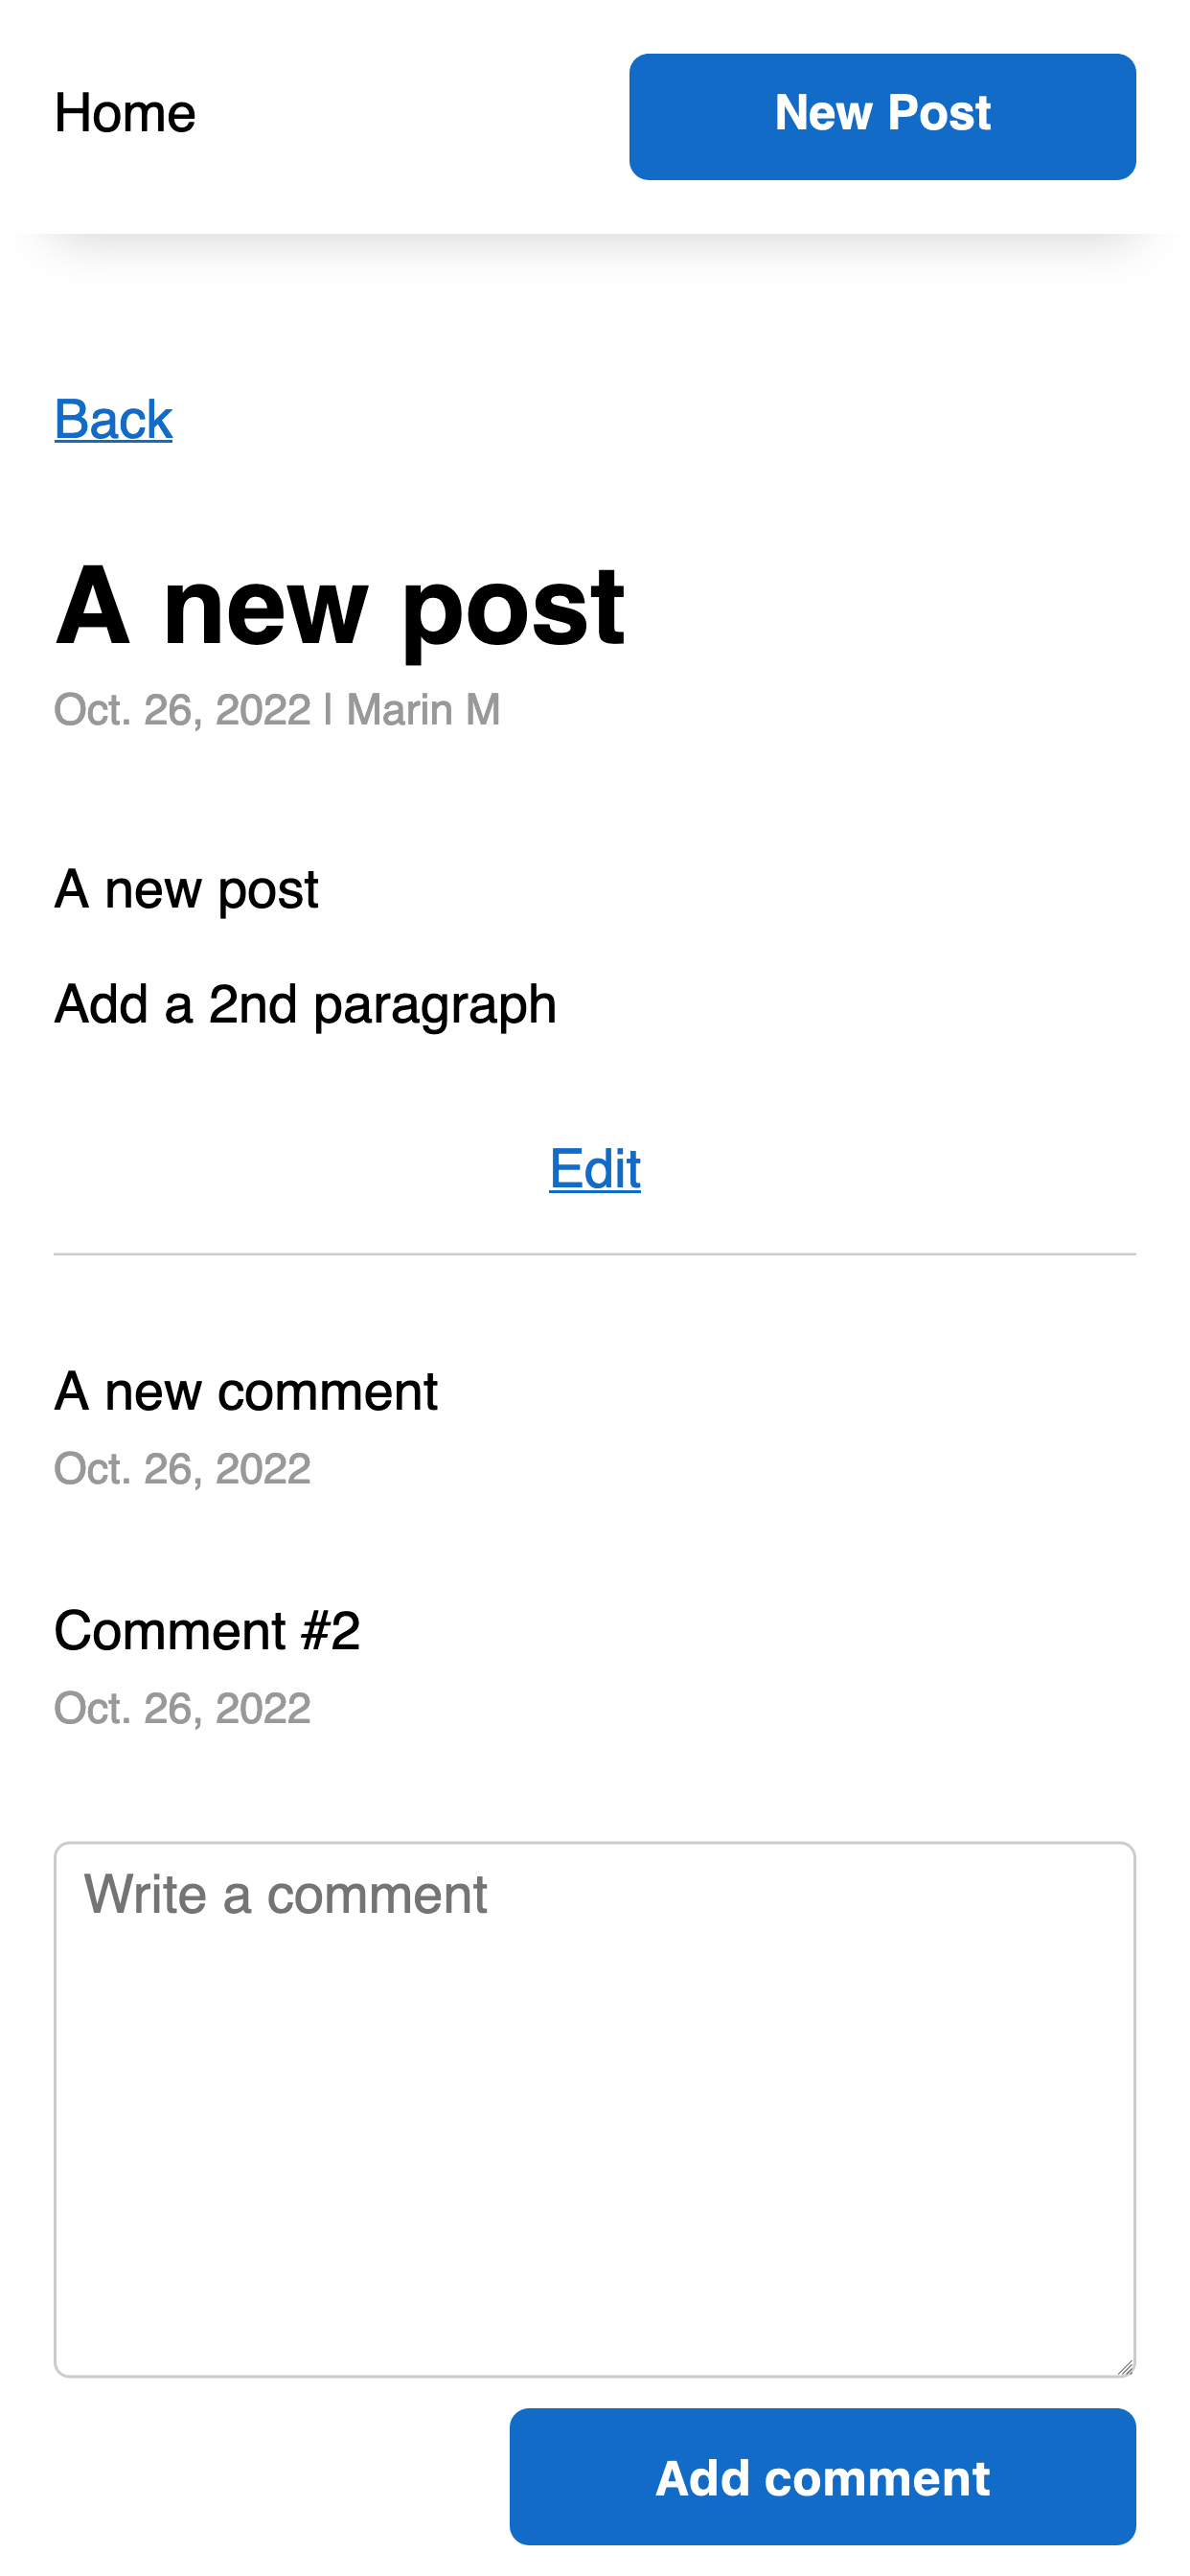 Home
New Post
Back
A new post
Oct. 26, 2022 | Marin M
A new post
Add a 2nd paragraph
Edit
A new comment
Oct. 26, 2022
Comment #2
Oct. 26, 2022
Write a comment
Add comment